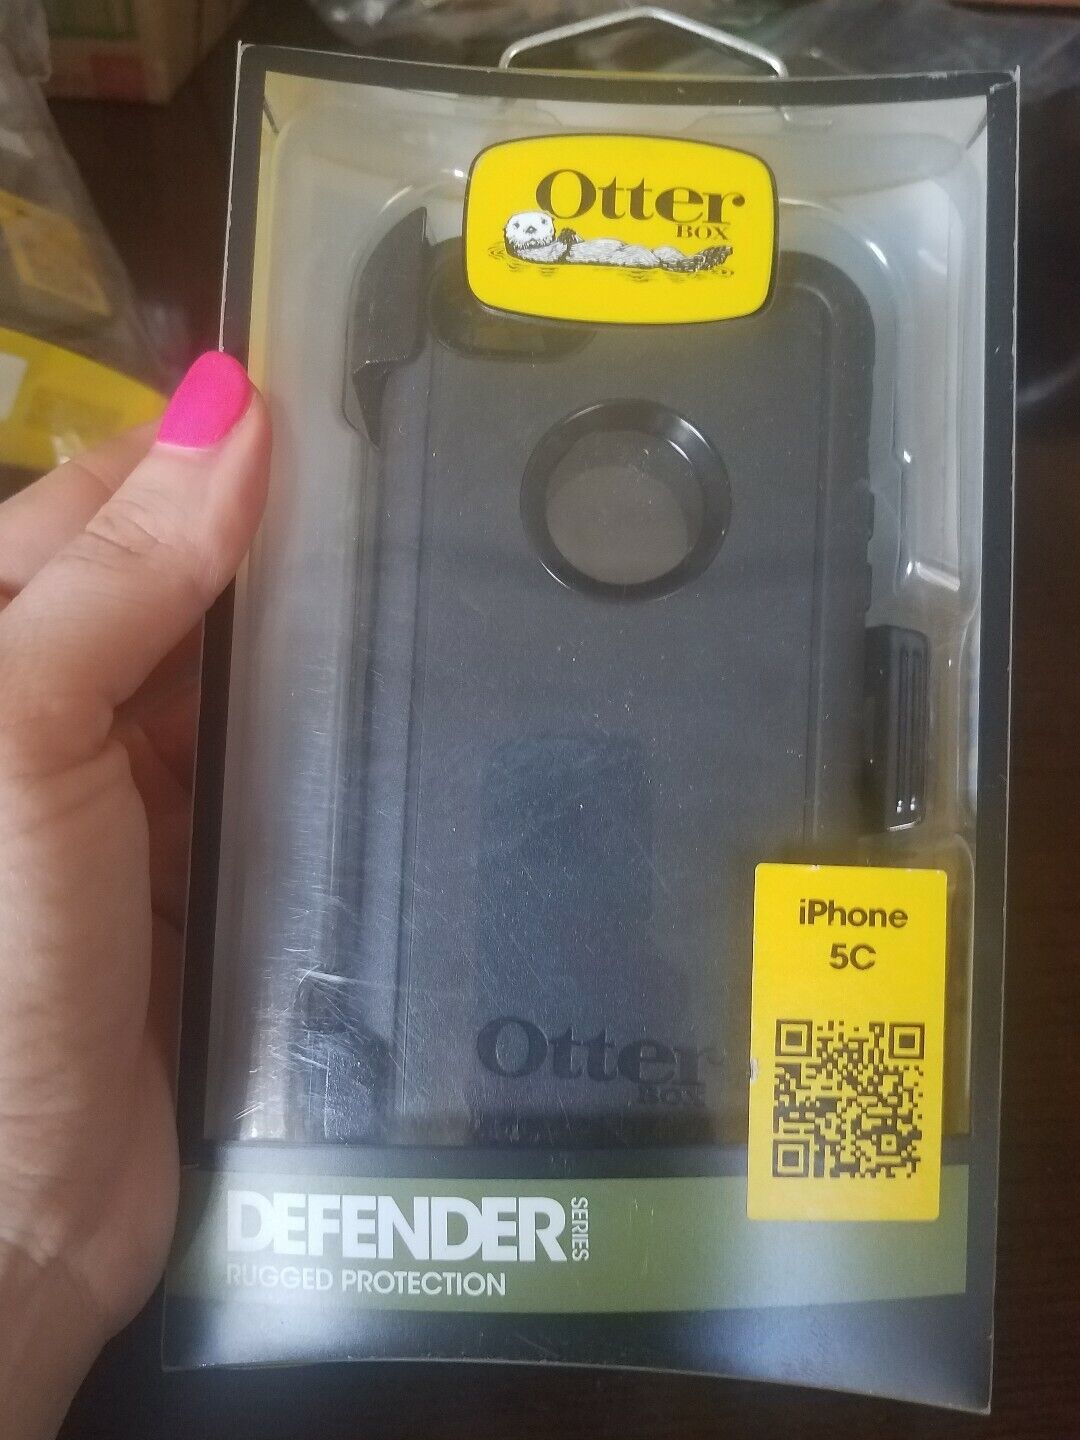 Otter
BOX
iPhone
5C
Otter
BOX
DEFENDER
SERIES
RUGGED PROTECTION